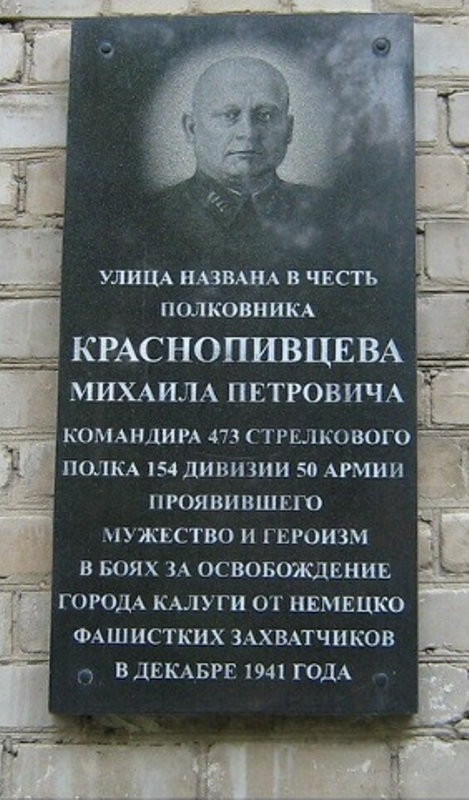 УЛИЦА НАЗВАНА В ЧЕСТЬ
ПОЛКОВНИКА
КРАСНОПИВЦЕВА
МИХАИЛА ПЕТРОВИЧА
КОМАНДИРА 473 СТРЕЛКОВОГО
ПОЛКА 154 ДИВИЗИИ 50 АРМИИ
ПРОЯВИВШЕГО
МУЖЕСТВО И ГЕРОИЗМ
В БОЯХ ЗА ОСВОБОЖДЕНИЕ
ГОРОДА КАЛУГИ ОТ НЕМЕЦКО
ФАШИСТКИХ ЗАХВАТЧИКОВ
В ДЕКАБРЕ 1941 ГОДА